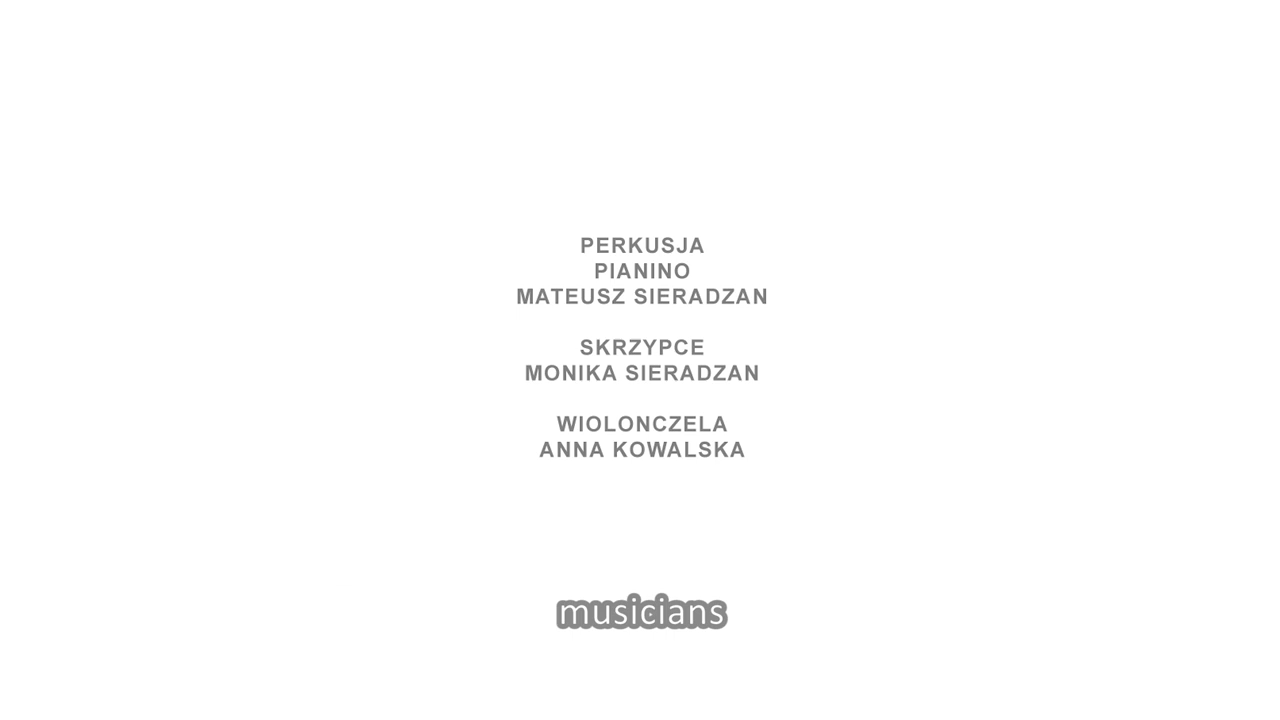 PERKUSJA
PIANINO
MATEUSZ SIERADZAN
SKRZYPCE
MONIKA SIERADZAN
WIOLONCZELA
ANNA KOWALSKA
musicians